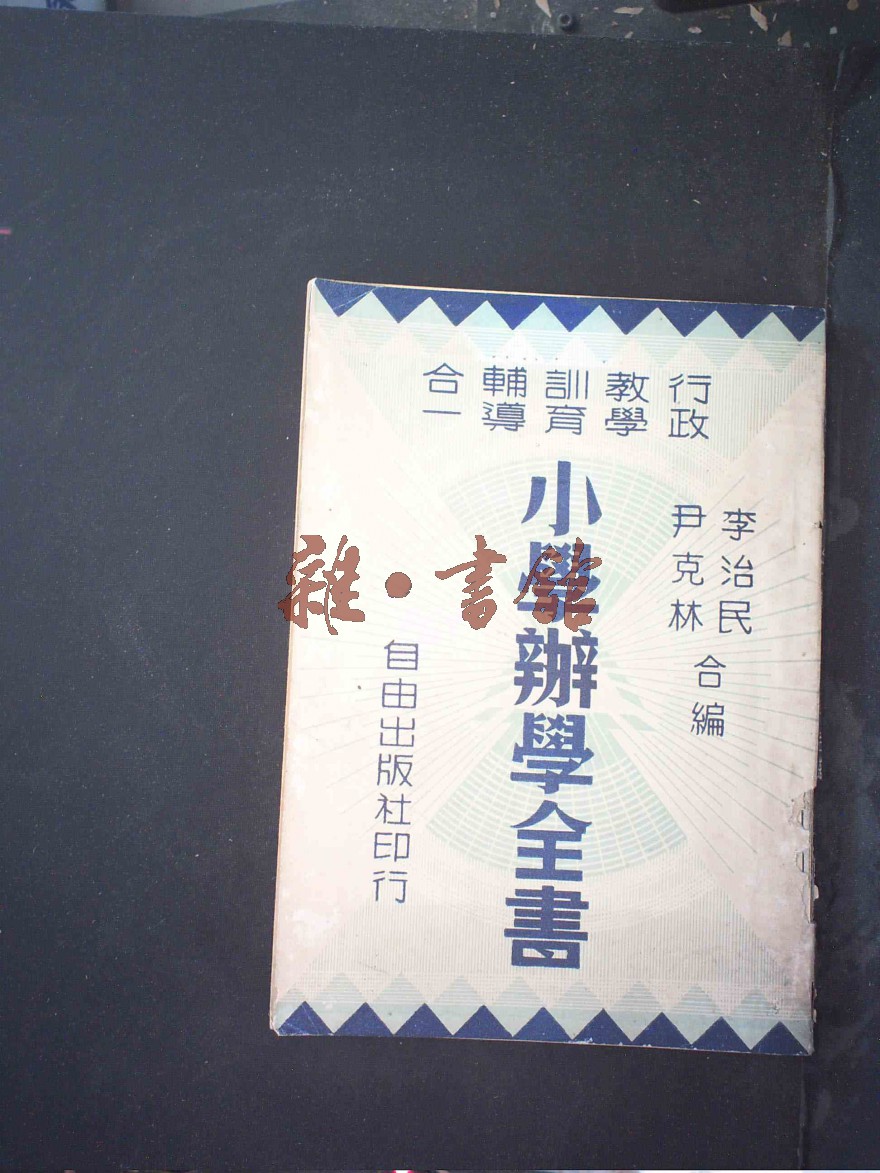 行政 教學 訓育 輔導 合一
李治民
尹克林
合編
小學辦學全書
自由出版社印行
雜·書館